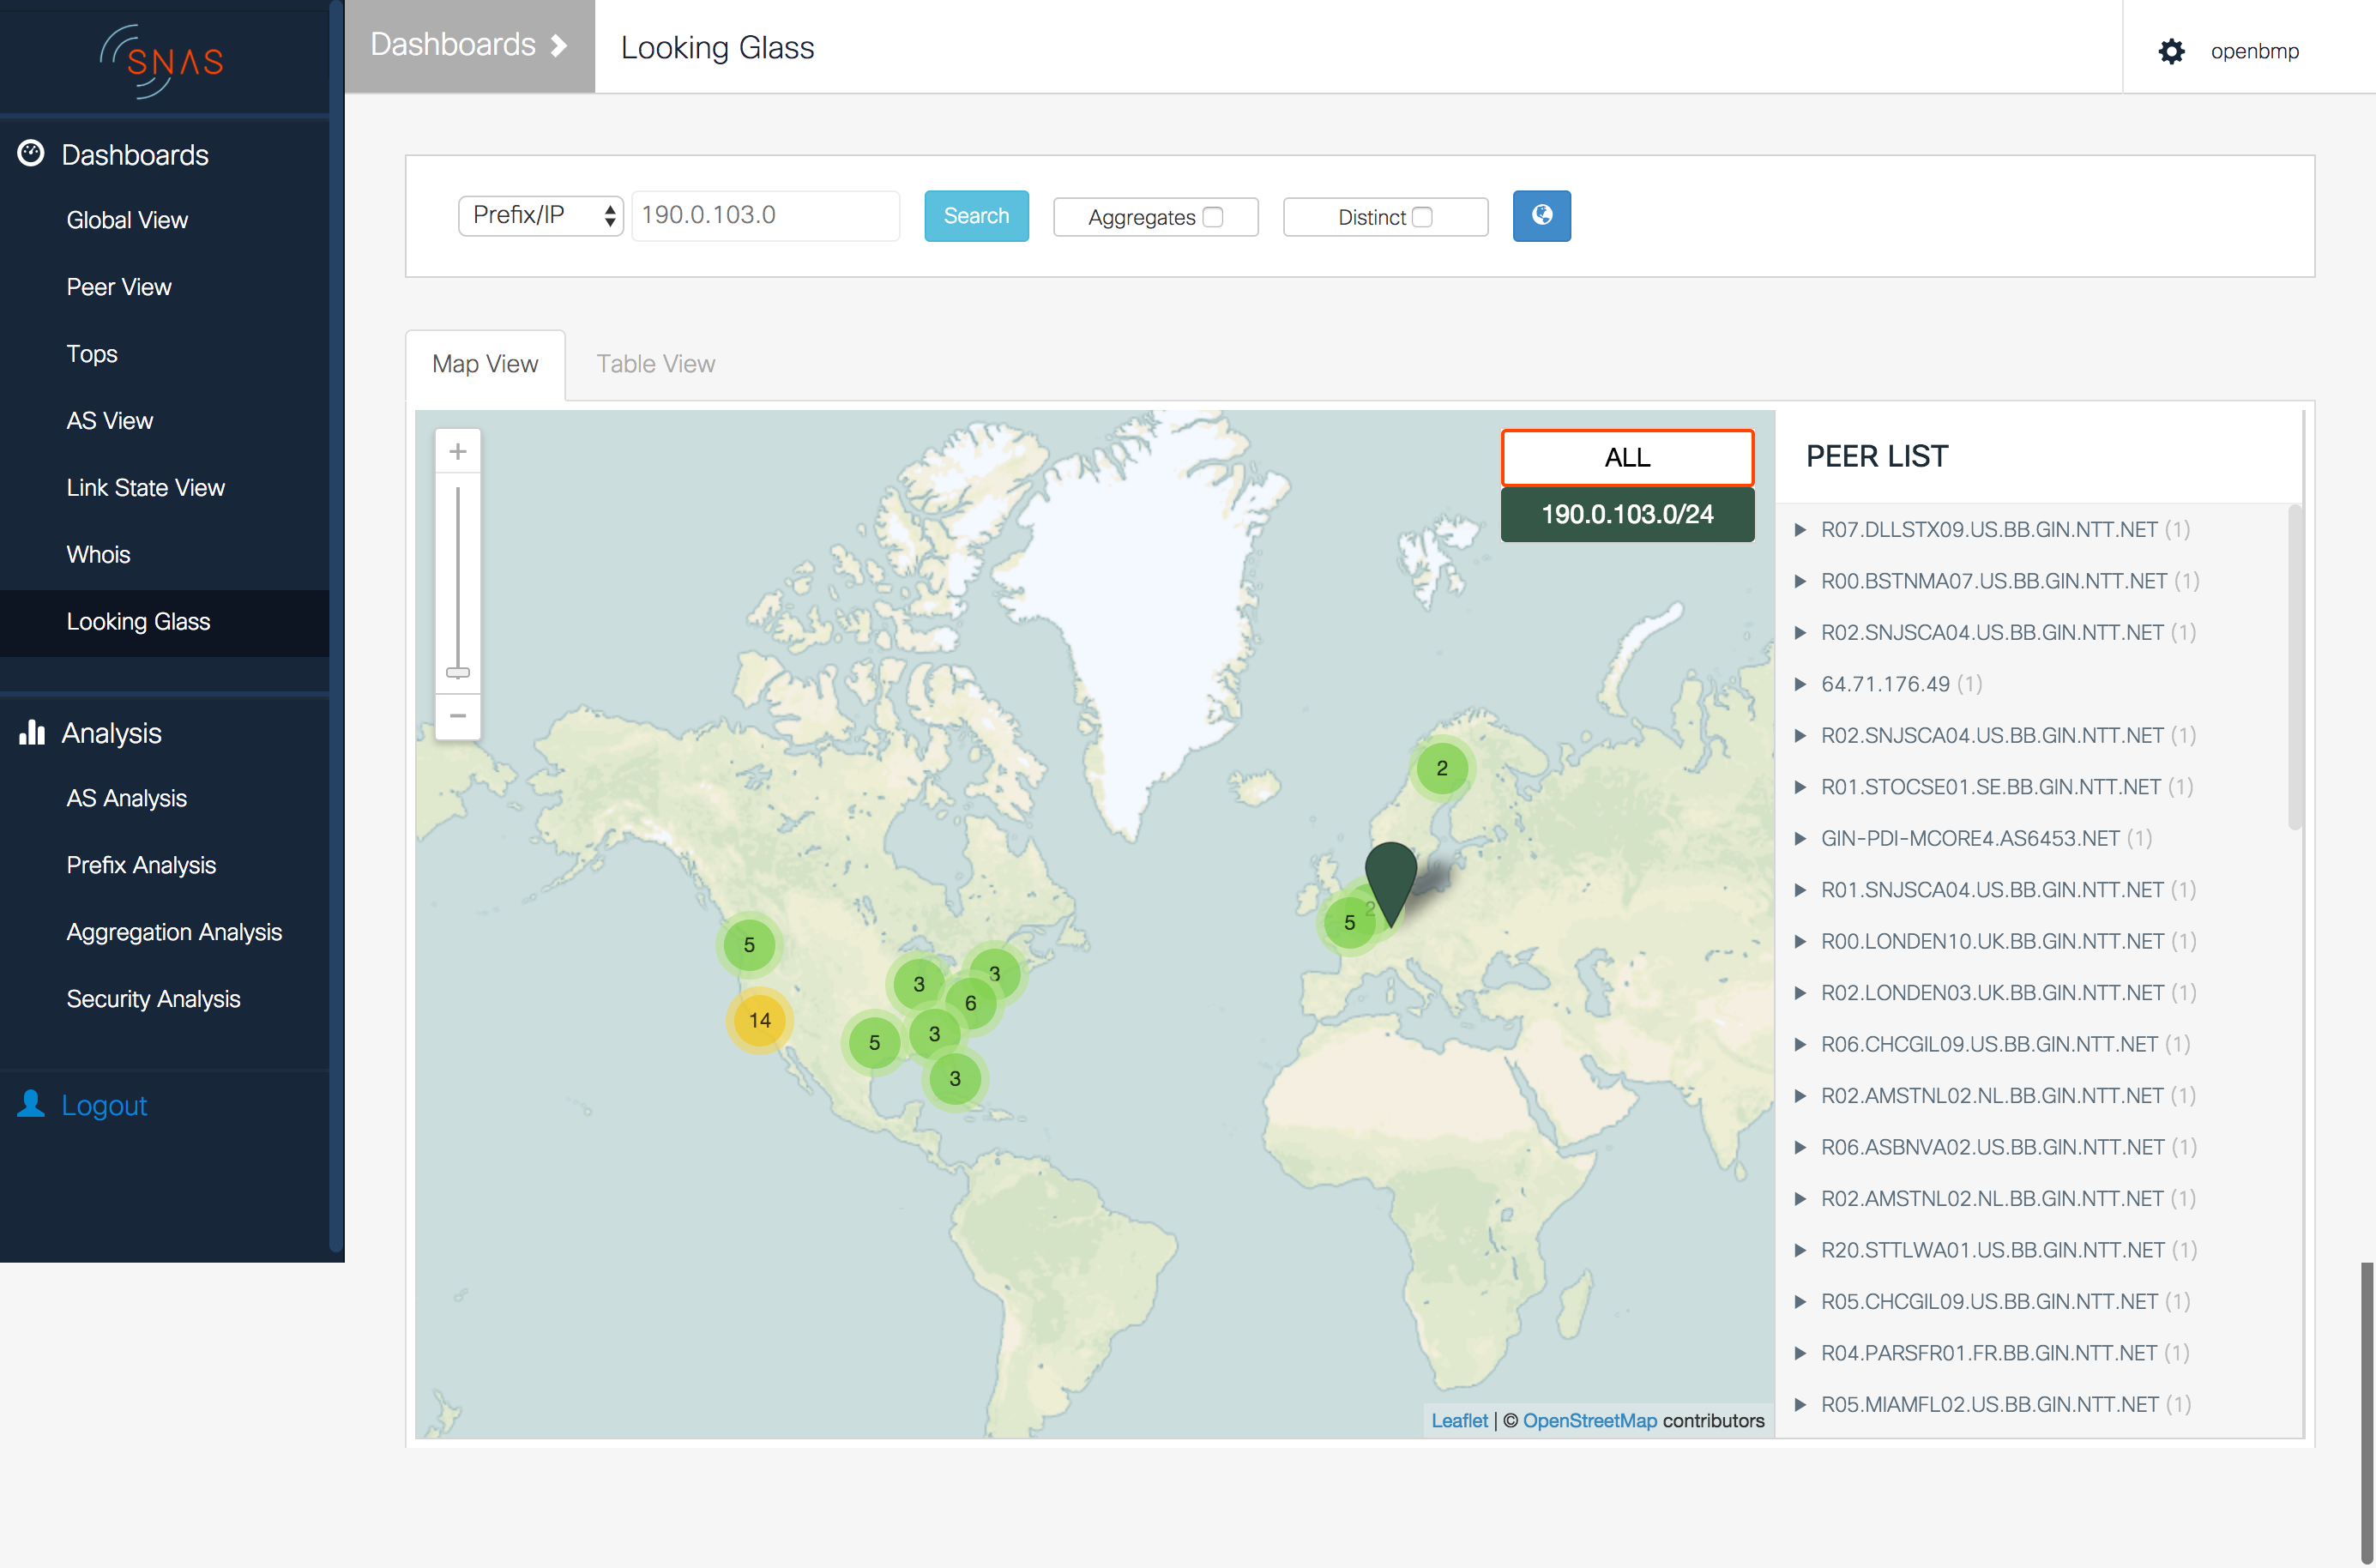 SNAS
Dashboards
Looking Glass
openbmp
Dashboards
Global View
Peer View
Tops
AS View
Link State View
Whois
Looking Glass
Analysis
AS Analysis
Prefix Analysis
Aggregation Analysis
Security Analysis
Logout
Prefix/IP 190.0.103.0 Search Aggregates Distinct
Map View Table View
+
−
ALL
190.0.103.0/24
2
2
5
5
3
3
6
14
3
5
3
Leaflet | © OpenStreetMap contributors
PEER LIST
R07.DLLSTX09.US.BB.GIN.NTT.NET (1)
R00.BSTNMA07.US.BB.GIN.NTT.NET (1)
R02.SNJSCA04.US.BB.GIN.NTT.NET (1)
64.71.176.49 (1)
R02.SNJSCA04.US.BB.GIN.NTT.NET (1)
R01.STOCSE01.SE.BB.GIN.NTT.NET (1)
GIN-PDI-MCORE4.AS6453.NET (1)
R01.SNJSCA04.US.BB.GIN.NTT.NET (1)
R00.LONDEN10.UK.BB.GIN.NTT.NET (1)
R02.LONDEN03.UK.BB.GIN.NTT.NET (1)
R06.CHCGIL09.US.BB.GIN.NTT.NET (1)
R02.AMSTNL02.NL.BB.GIN.NTT.NET (1)
R06.ASBNVA02.US.BB.GIN.NTT.NET (1)
R02.AMSTNL02.NL.BB.GIN.NTT.NET (1)
R20.STTLWA01.US.BB.GIN.NTT.NET (1)
R05.CHCGIL09.US.BB.GIN.NTT.NET (1)
R04.PARSFR01.FR.BB.GIN.NTT.NET (1)
R05.MIAMFL02.US.BB.GIN.NTT.NET (1)